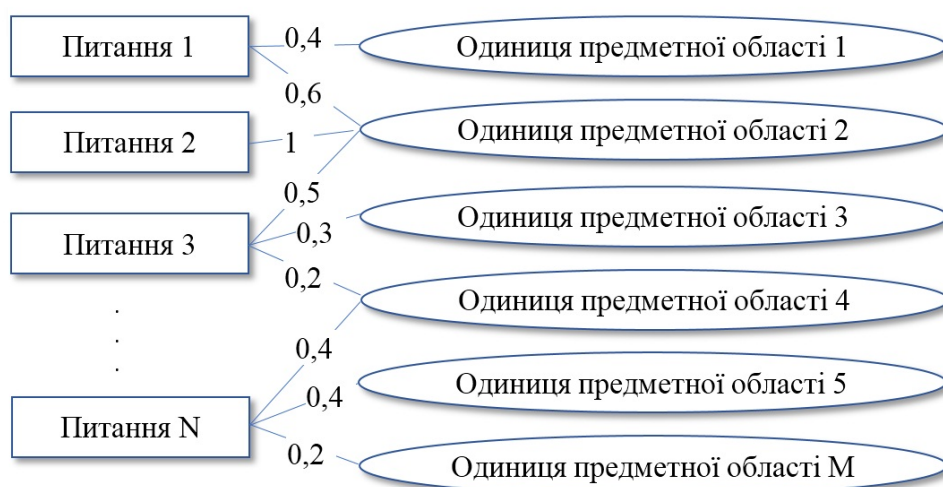 Питання 1
0,4
Одиниця предметної області 1
0,6
Питання 2
1
Одиниця предметної області 2
0,5
Питання 3
0,3
Одиниця предметної області 3
0,2
Одиниця предметної області 4
.
.
.
0,4
Питання N
0,4
Одиниця предметної області 5
0,2
Одиниця предметної області M